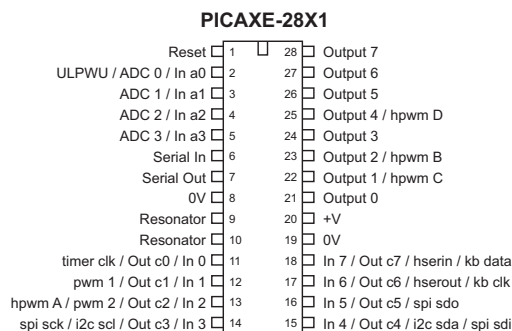 PICAXE-28X1
Reset 1 28 Output 7
ULPWU / ADC 0 / In a0 2 27 Output 6
ADC 1 / In a1 3 26 Output 5
ADC 2 / In a2 4 25 Output 4 / hpwm D
ADC 3 / In a3 5 24 Output 3
Serial In 6 23 Output 2 / hpwm B
Serial Out 7 22 Output 1 / hpwm C
0V 8 21 Output 0
Resonator 9 20 +V
Resonator 10 19 0V
timer clk / Out c0 / In 0 11 18 In 7 / Out c7 / hserin / kb data
pwm 1 / Out c1 / In 1 12 17 In 6 / Out c6 / hserout / kb clk
hpwm A / pwm 2 / Out c2 / In 2 13 16 In 5 / Out c5 / spi sdo
spi sck / i2c scl / Out c3 / In 3 14 15 In 4 / Out c4 / i2c sda / spi sdi